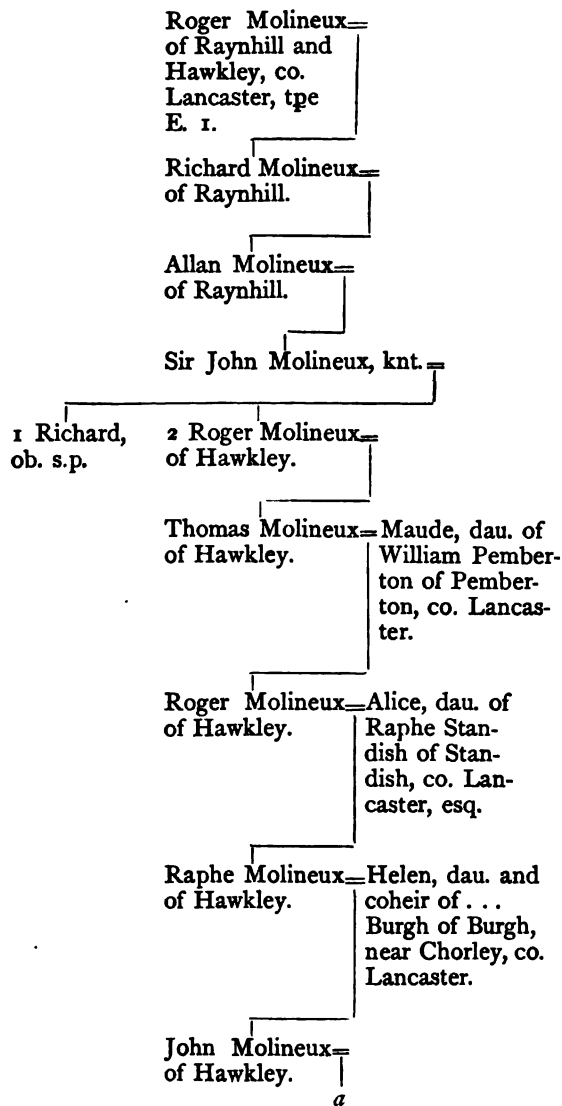 Roger Molineux=
of Raynhill and
Hawkley, co.
Lancaster, tpe
E. 1.
Richard Molineux=
of Raynhill.
Allan Molineux=
of Raynhill.
Sir John Molineux, knt.=
1 Richard,
ob. s.p.
2 Roger Molineux=
of Hawkley.
Thomas Molineux=
of Hawkley.
Maude, dau. of
William Pember-
ton of Pember-
ton, co. Lancas-
ter.
Roger Molineux=
of Hawkley.
Alice, dau. of
Raphe Stan-
dish of Stan-
dish, co. Lan-
caster, esq.
Raphe Molineux=
of Hawkley.
Helen, dau. and
coheir of . . .
Burgh of Burgh,
near Chorley, co.
Lancaster.
John Molineux=
of Hawkley.
a